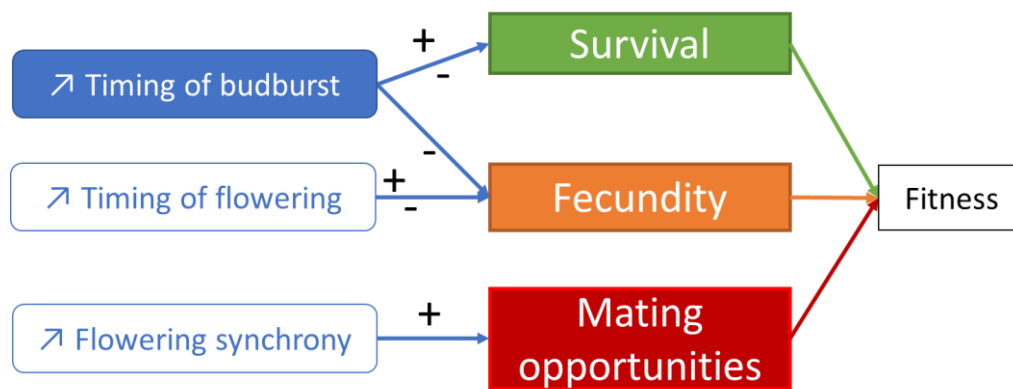 ↗ Timing of budburst
+
-
Survival
-
↗ Timing of flowering
+
-
Fecundity
Fitness
↗ Flowering synchrony
+
Mating
opportunities